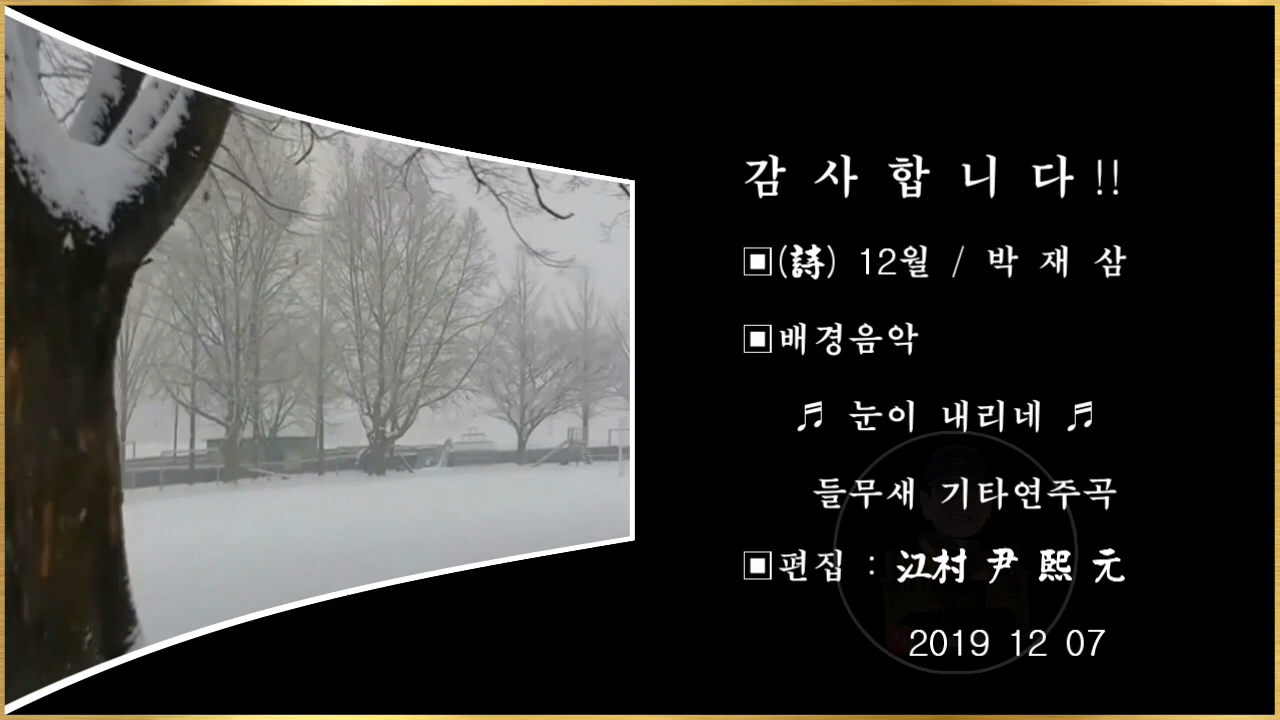 감 사 합 니 다 !!
▣(詩) 12월 / 박 재 삼
▣배경음악
♬ 눈이 내리네 ♬
들무새 기타연주곡
▣편집 : 江村 尹 熙 元
2019 12 07